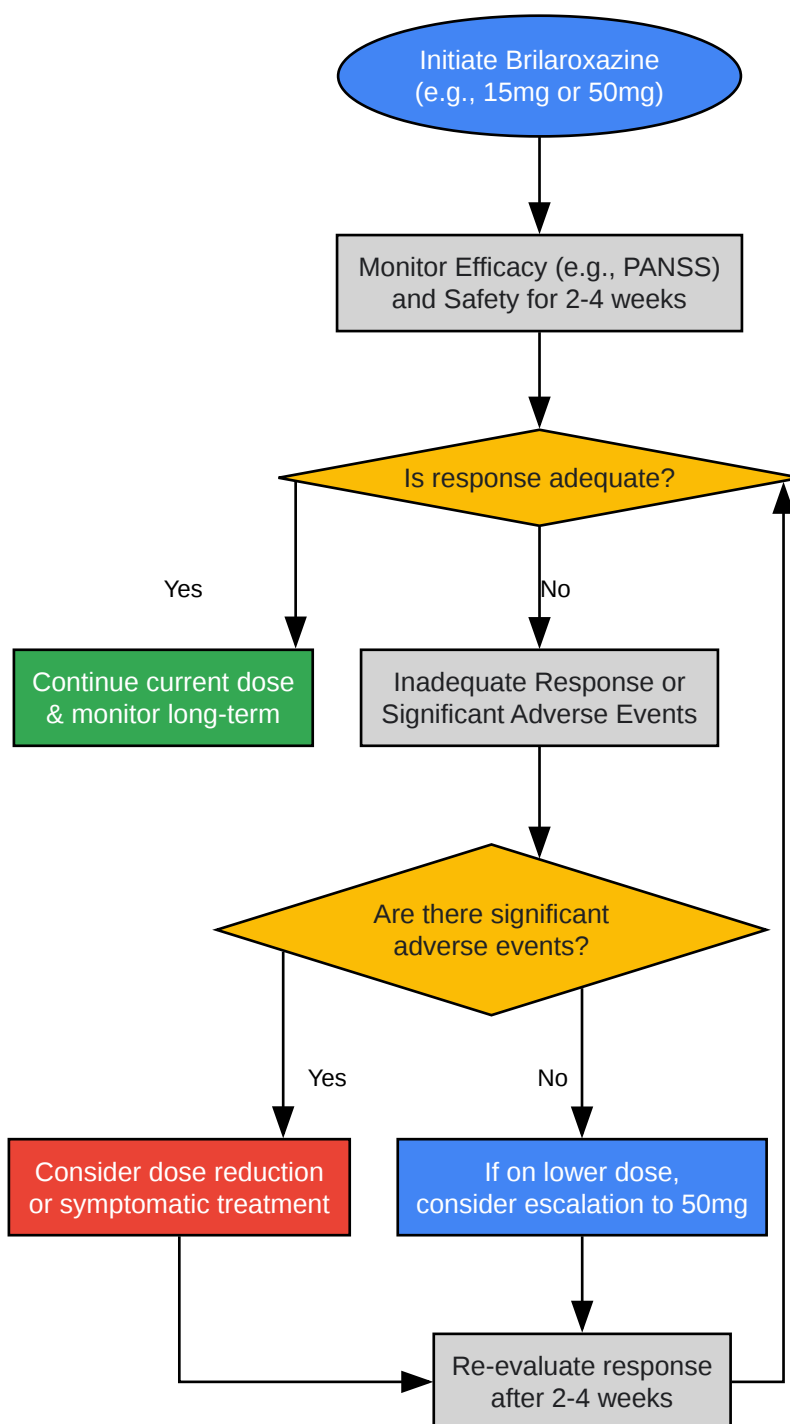 Initiate Brilaroxazine
(e.g., 15mg or 50mg)
Monitor Efficacy (e.g., PANSS)
and Safety for 2-4 weeks
Is response adequate?
Yes
No
Continue current dose
& monitor long-term
Inadequate Response or
Significant Adverse Events
Are there significant
adverse events?
Yes
No
Consider dose reduction
or symptomatic treatment
If on lower dose,
consider escalation to 50mg
Re-evaluate response
after 2-4 weeks